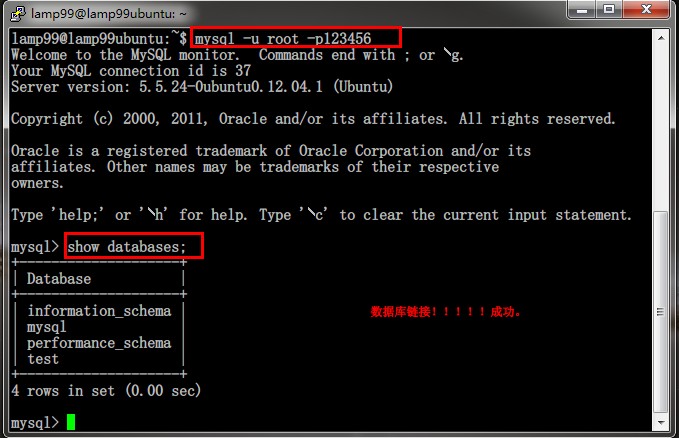 lamp99@lamp99ubuntu: ~
lamp99@lamp99ubuntu:~$ mysql -u root -p123456
Welcome to the MySQL monitor.  Commands end with ; or \g.
Your MySQL connection id is 37
Server version: 5.5.24-0ubuntu0.12.04.1 (Ubuntu)
Copyright (c) 2000, 2011, Oracle and/or its affiliates. All rights reserved.
Oracle is a registered trademark of Oracle Corporation and/or its
affiliates. Other names may be trademarks of their respective
owners.
Type 'help;' or '\h' for help. Type '\c' to clear the current input statement.
mysql> show databases;
+--------------------+
| Database           |
+--------------------+
| information_schema |
| mysql              |
| performance_schema |
| test               |
+--------------------+
数据库链接！！！！！成功。
4 rows in set (0.00 sec)
mysql>